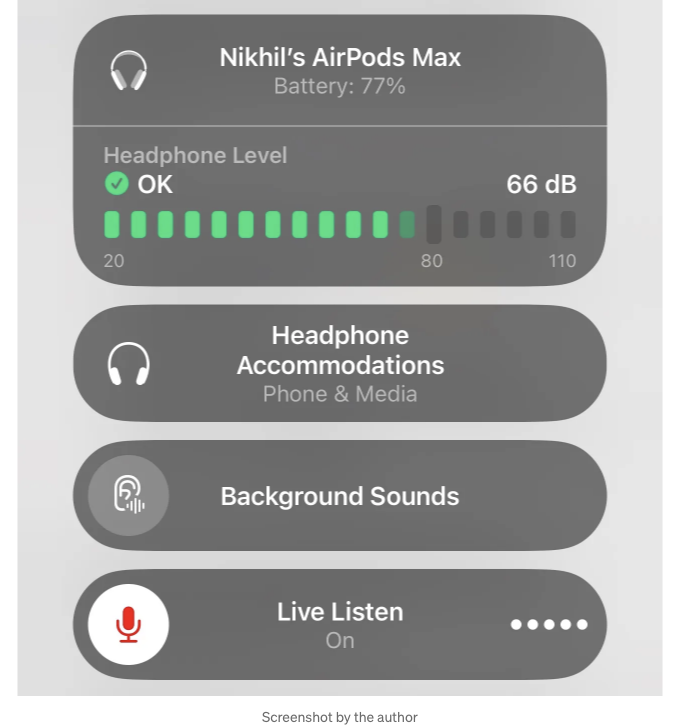 Nikhil’s AirPods Max
Battery: 77%
Headphone Level
OK 66 dB
20 80 110
Headphone
Accommodations
Phone & Media
Background Sounds
Live Listen
On
Screenshot by the author